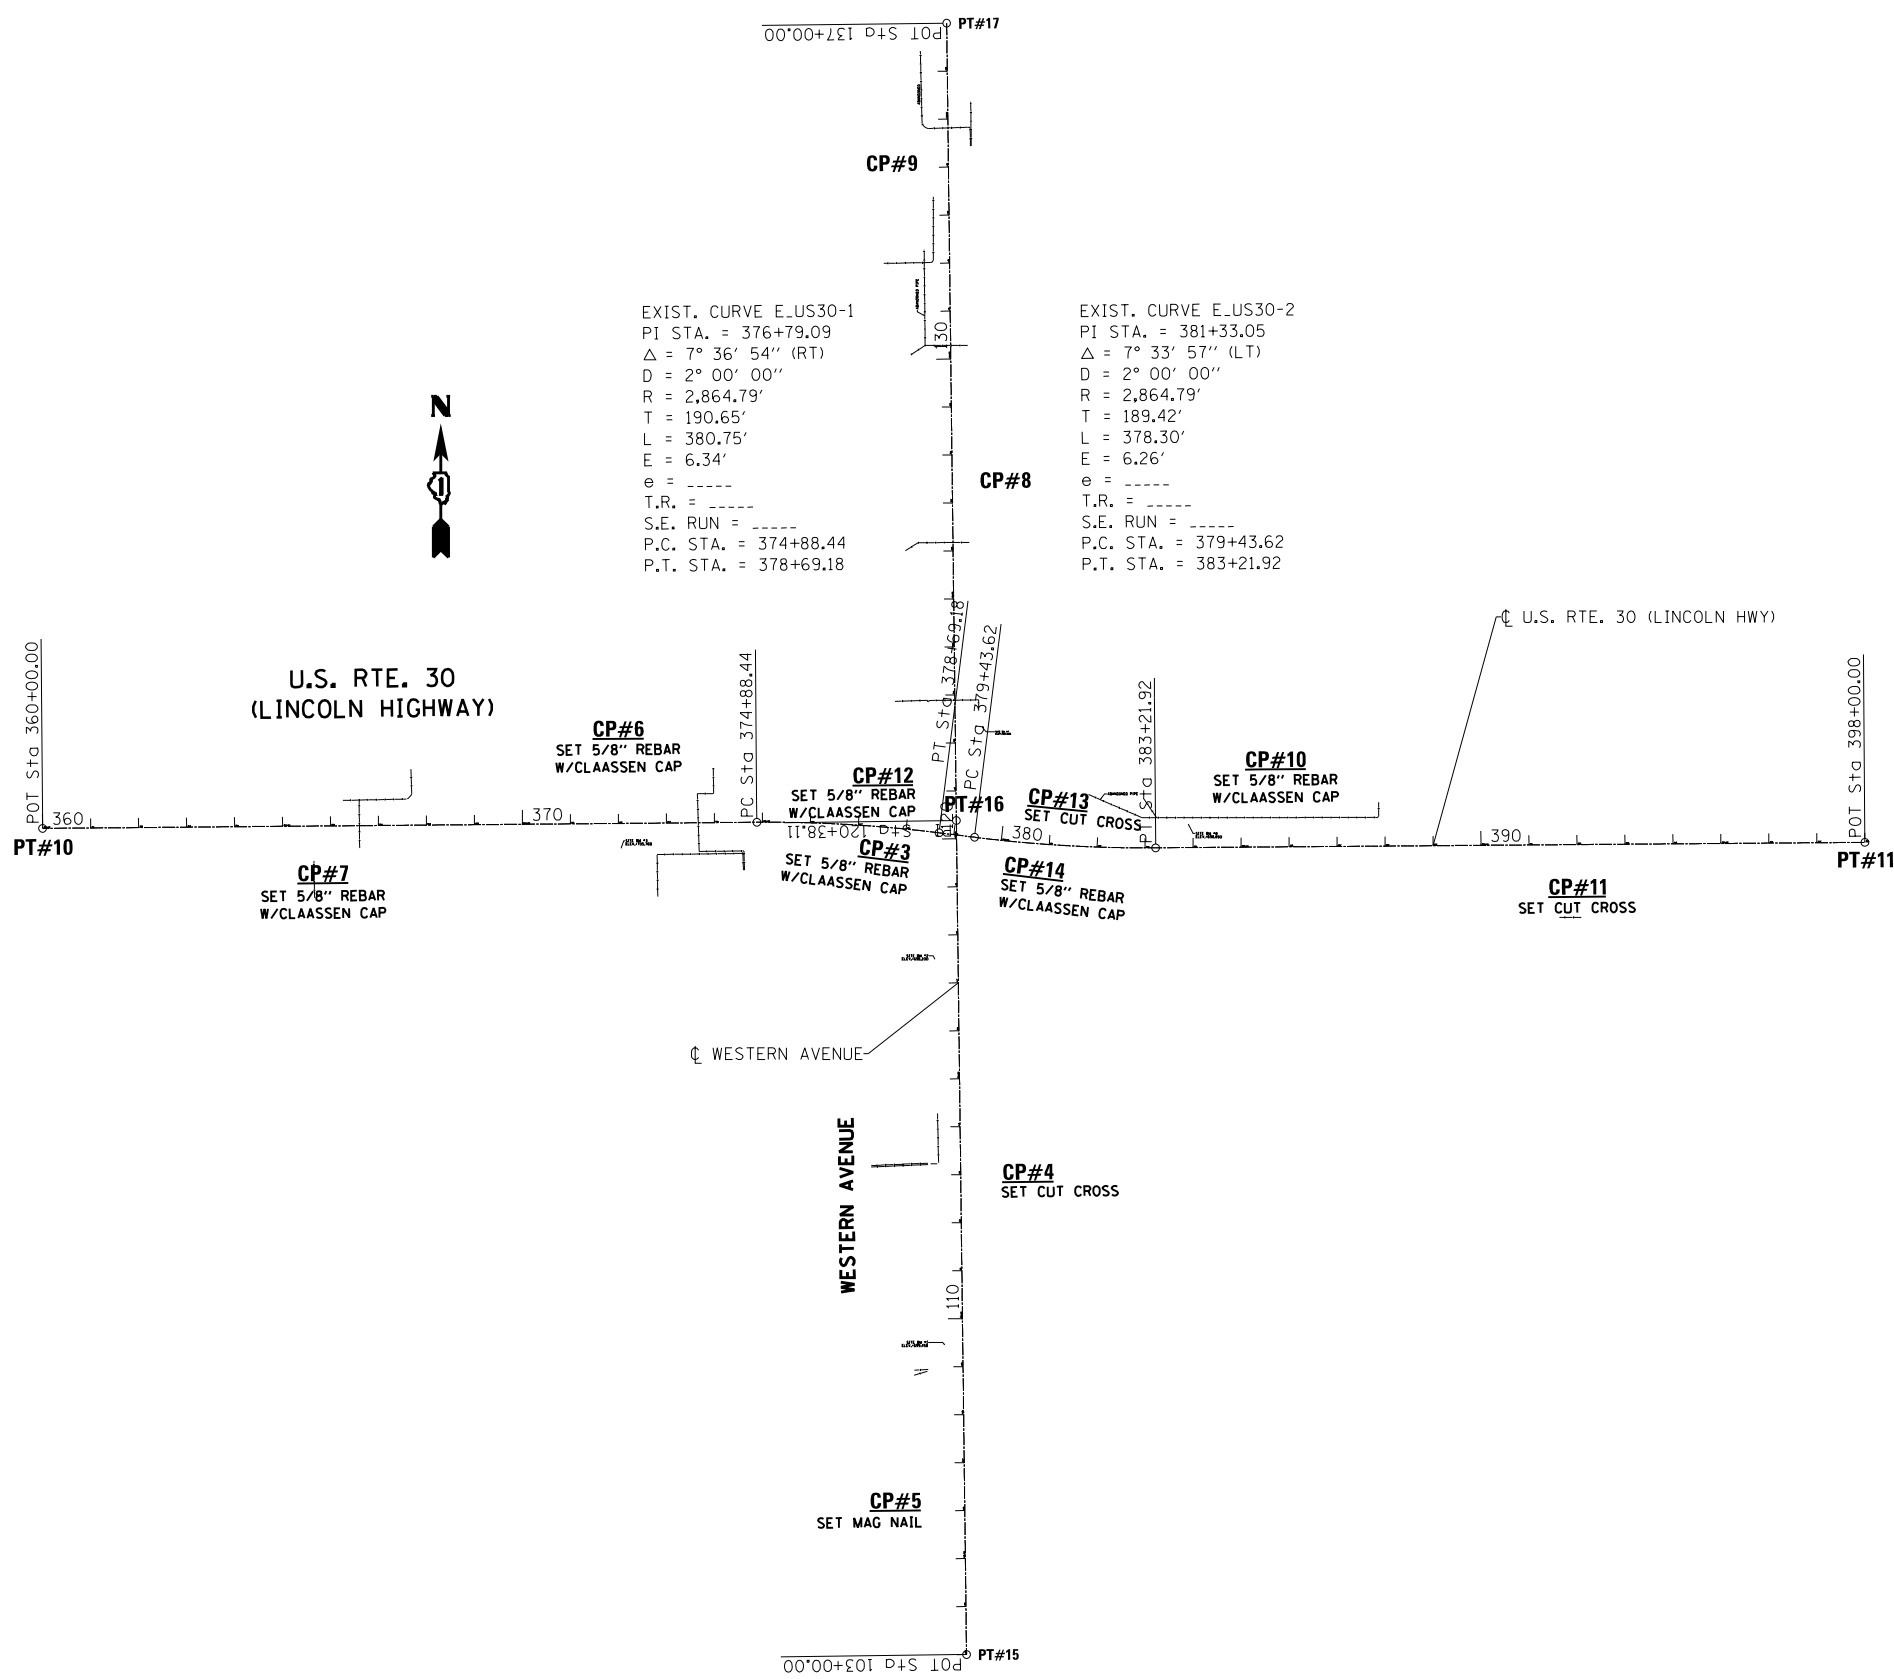 POT Sta 137+00.00
PT#17
CP#9
130
EXIST. CURVE E_US30-1
PI STA. = 376+79.09
△ = 7° 36' 54'' (RT)
D = 2° 00' 00''
R = 2,864.79'
T = 190.65'
L = 380.75'
E = 6.34'
e = -----
T.R. = -----
S.E. RUN = -----
P.C. STA. = 374+88.44
P.T. STA. = 378+69.18
EXIST. CURVE E_US30-2
PI STA. = 381+33.05
△ = 7° 33' 57'' (LT)
D = 2° 00' 00''
R = 2,864.79'
T = 189.42'
L = 378.30'
E = 6.26'
e = -----
T.R. = -----
S.E. RUN = -----
P.C. STA. = 379+43.62
P.T. STA. = 383+21.92
N
1
CP#8
℄ U.S. RTE. 30 (LINCOLN HWY)
U.S. RTE. 30
(LINCOLN HIGHWAY)
POT Sta 360+00.00
360
PT#10
CP#7
SET 5/8'' REBAR
W/CLAASSEN CAP
370
CP#6
SET 5/8'' REBAR
W/CLAASSEN CAP
PC Sta 374+88.44
CP#12
SET 5/8'' REBAR
W/CLAASSEN CAP
Sta 120+38.11
CP#3
SET 5/8'' REBAR
W/CLAASSEN CAP
PT Sta 378+69.18
PC Sta 379+43.62
PT#16
120
CP#13
SET CUT CROSS
380
CP#14
SET 5/8'' REBAR
W/CLAASSEN CAP
PT Sta 383+21.92
CP#10
SET 5/8'' REBAR
W/CLAASSEN CAP
390
CP#11
SET CUT CROSS
POT Sta 398+00.00
PT#11
℄ WESTERN AVENUE
WESTERN AVENUE
CP#4
SET CUT CROSS
110
CP#5
SET MAG NAIL
POT Sta 103+00.00
PT#15